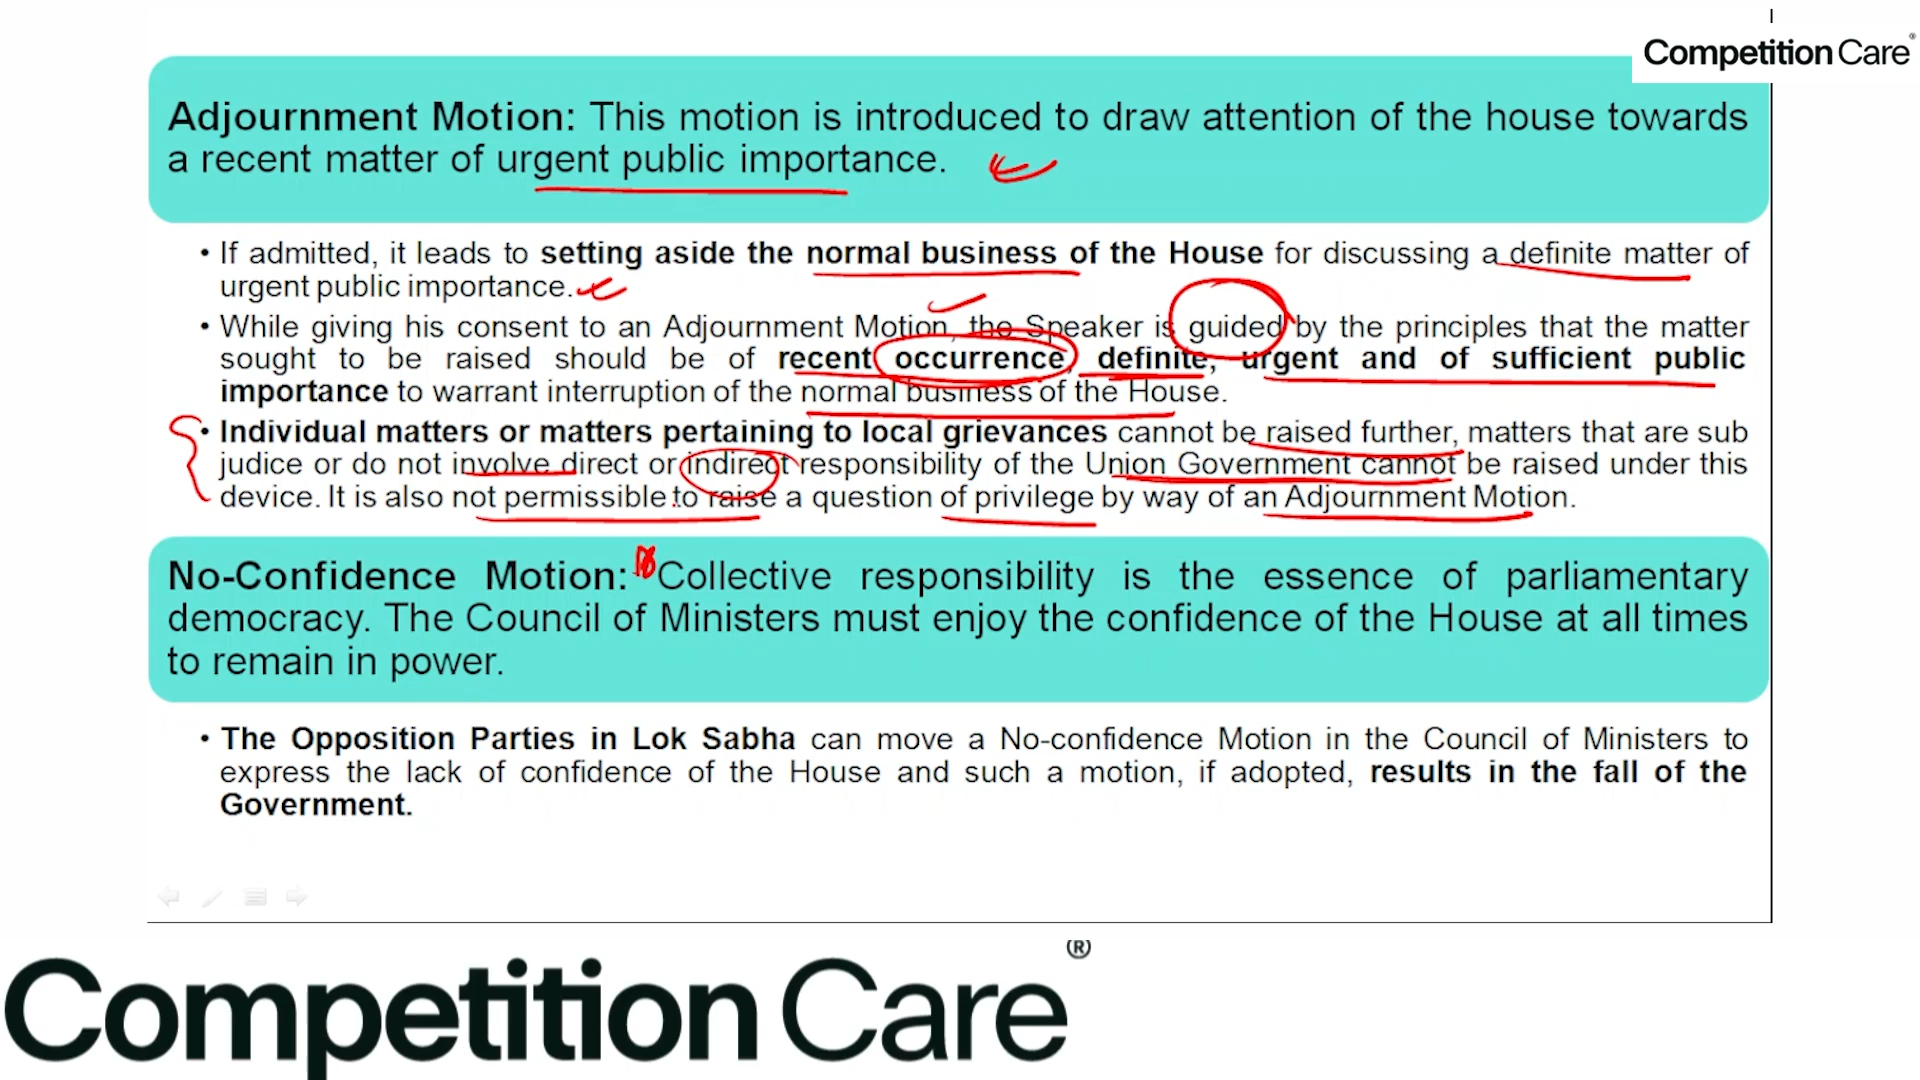 Competition Care®
Adjournment Motion: This motion is introduced to draw attention of the house towards
a recent matter of urgent public importance.
• If admitted, it leads to setting aside the normal business of the House for discussing a definite matter of
urgent public importance.
• While giving his consent to an Adjournment Motion, the Speaker is guided by the principles that the matter
sought to be raised should be of recent occurrence, definite, urgent and of sufficient public
importance to warrant interruption of the normal business of the House.
• Individual matters or matters pertaining to local grievances cannot be raised further, matters that are sub
judice or do not involve direct or indirect responsibility of the Union Government cannot be raised under this
device. It is also not permissible to raise a question of privilege by way of an Adjournment Motion.
No-Confidence Motion: Collective responsibility is the essence of parliamentary
democracy. The Council of Ministers must enjoy the confidence of the House at all times
to remain in power.
• The Opposition Parties in Lok Sabha can move a No-confidence Motion in the Council of Ministers to
express the lack of confidence of the House and such a motion, if adopted, results in the fall of the
Government.
Competition Care®